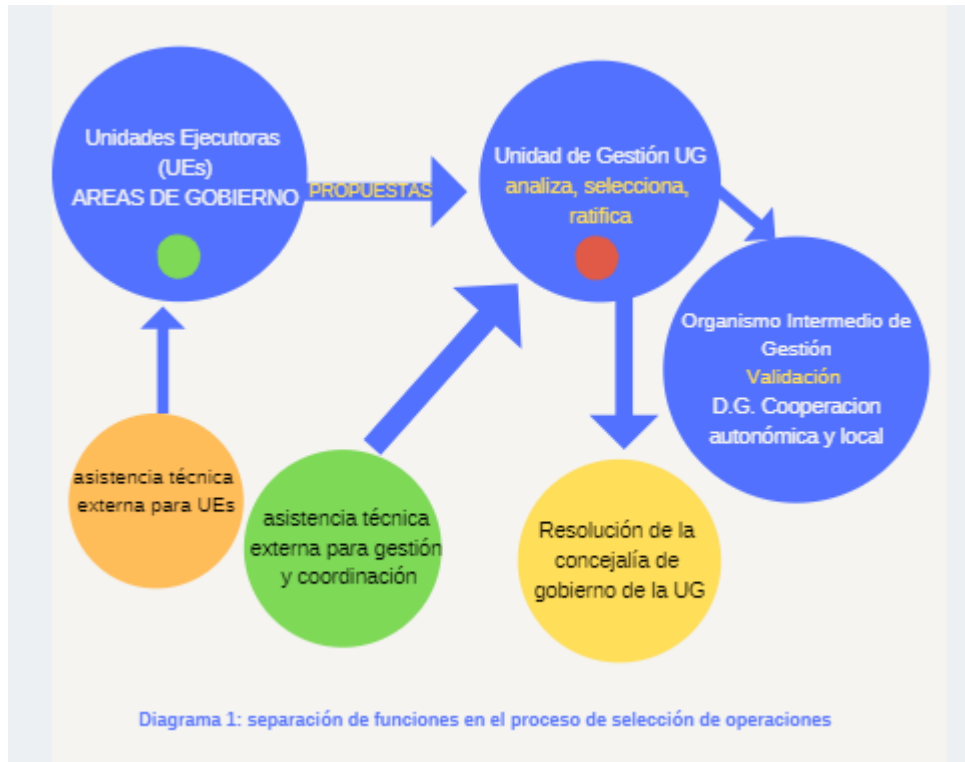 Unidades Ejecutoras
(UEs)
AREAS DE GOBIERNO
PROPUESTAS
Unidad de Gestión UG
analiza, selecciona,
ratifica
Organismo Intermedio de
Gestión
Validación
D.G. Cooperacion
autonómica y local
asistencia técnica
externa para UEs
asistencia técnica
externa para gestión
y coordinación
Resolución de la
concejalía de
gobierno de la UG
Diagrama 1: separación de funciones en el proceso de selección de operaciones